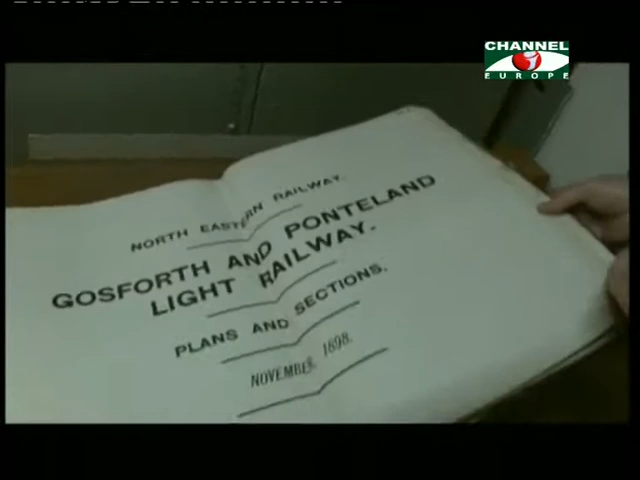 CHANNEL
i
EUROPE
NORTH EASTERN RAILWAY.
GOSFORTH AND PONTELAND
LIGHT RAILWAY.
PLANS AND SECTIONS.
NOVEMBER, 1898.